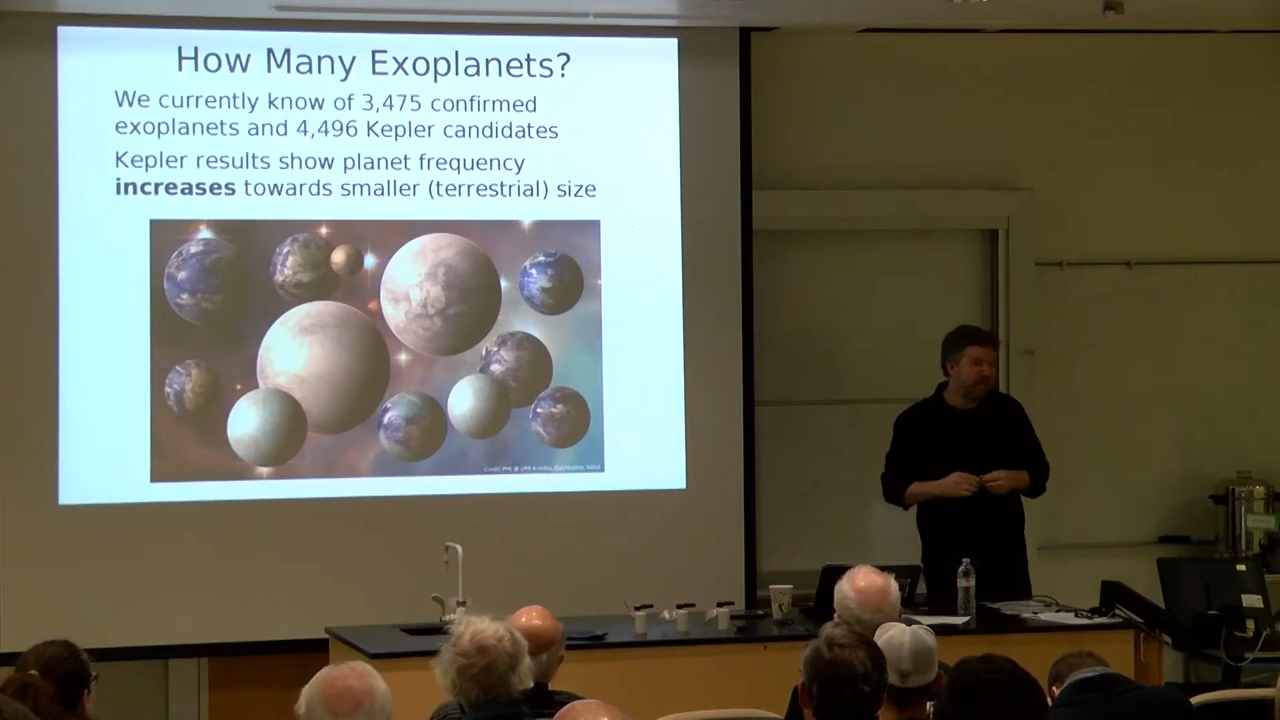 How Many Exoplanets?
We currently know of 3,475 confirmed
exoplanets and 4,496 Kepler candidates
Kepler results show planet frequency
increases towards smaller (terrestrial) size